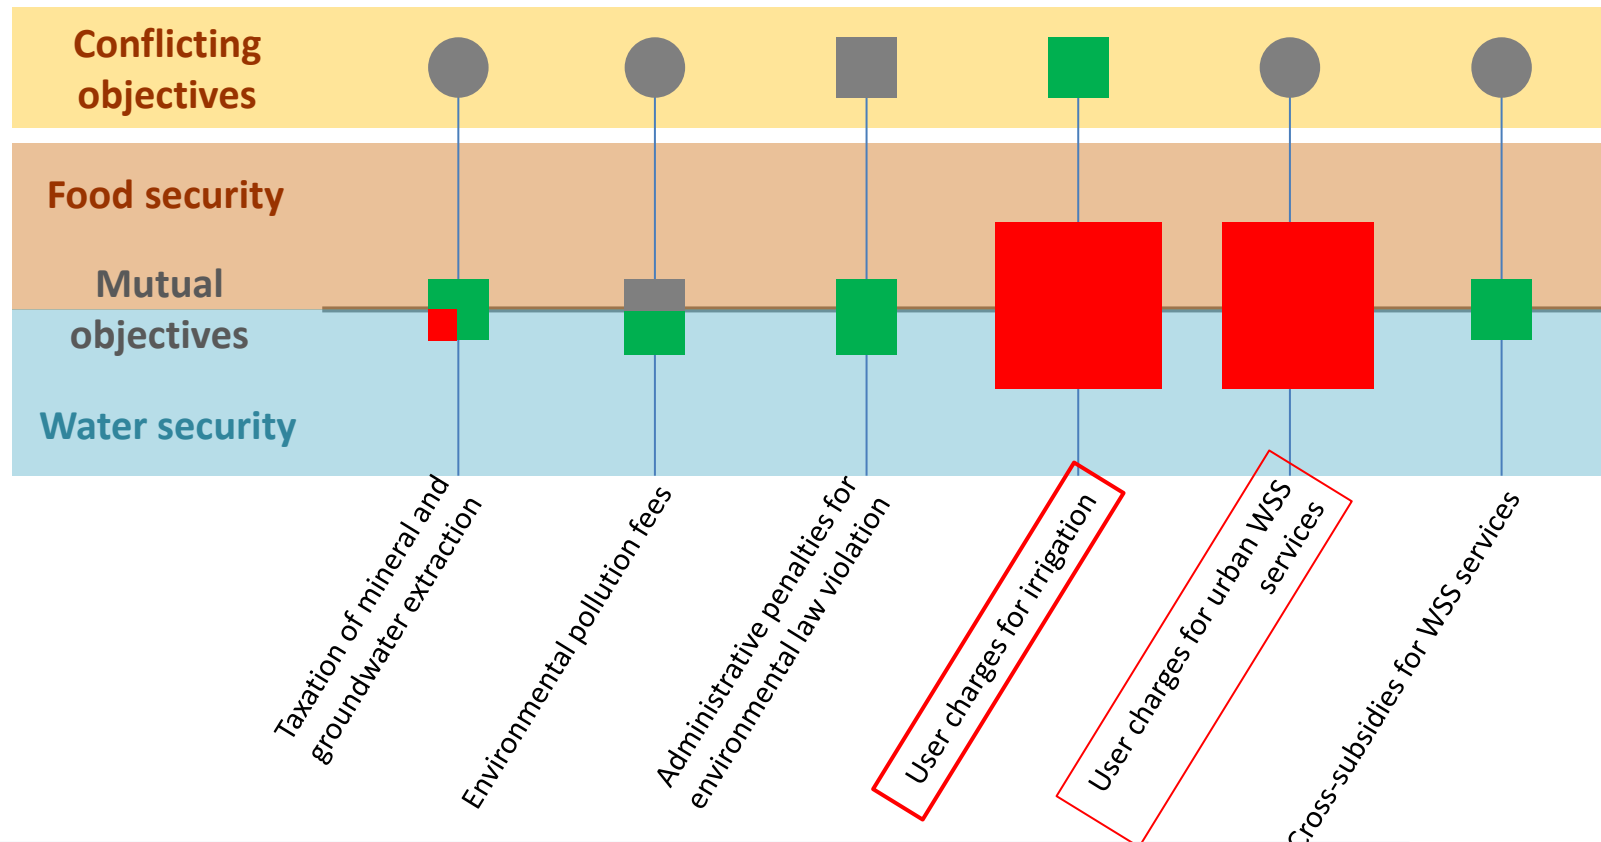 Conflicting
objectives
Food security
Mutual
objectives
Water security
Taxation of mineral and
groundwater extraction
Environmental pollution fees
Administrative penalties for
environmental law violation
User charges for irrigation
User charges for urban WSS
services
Cross-subsidies for WSS services